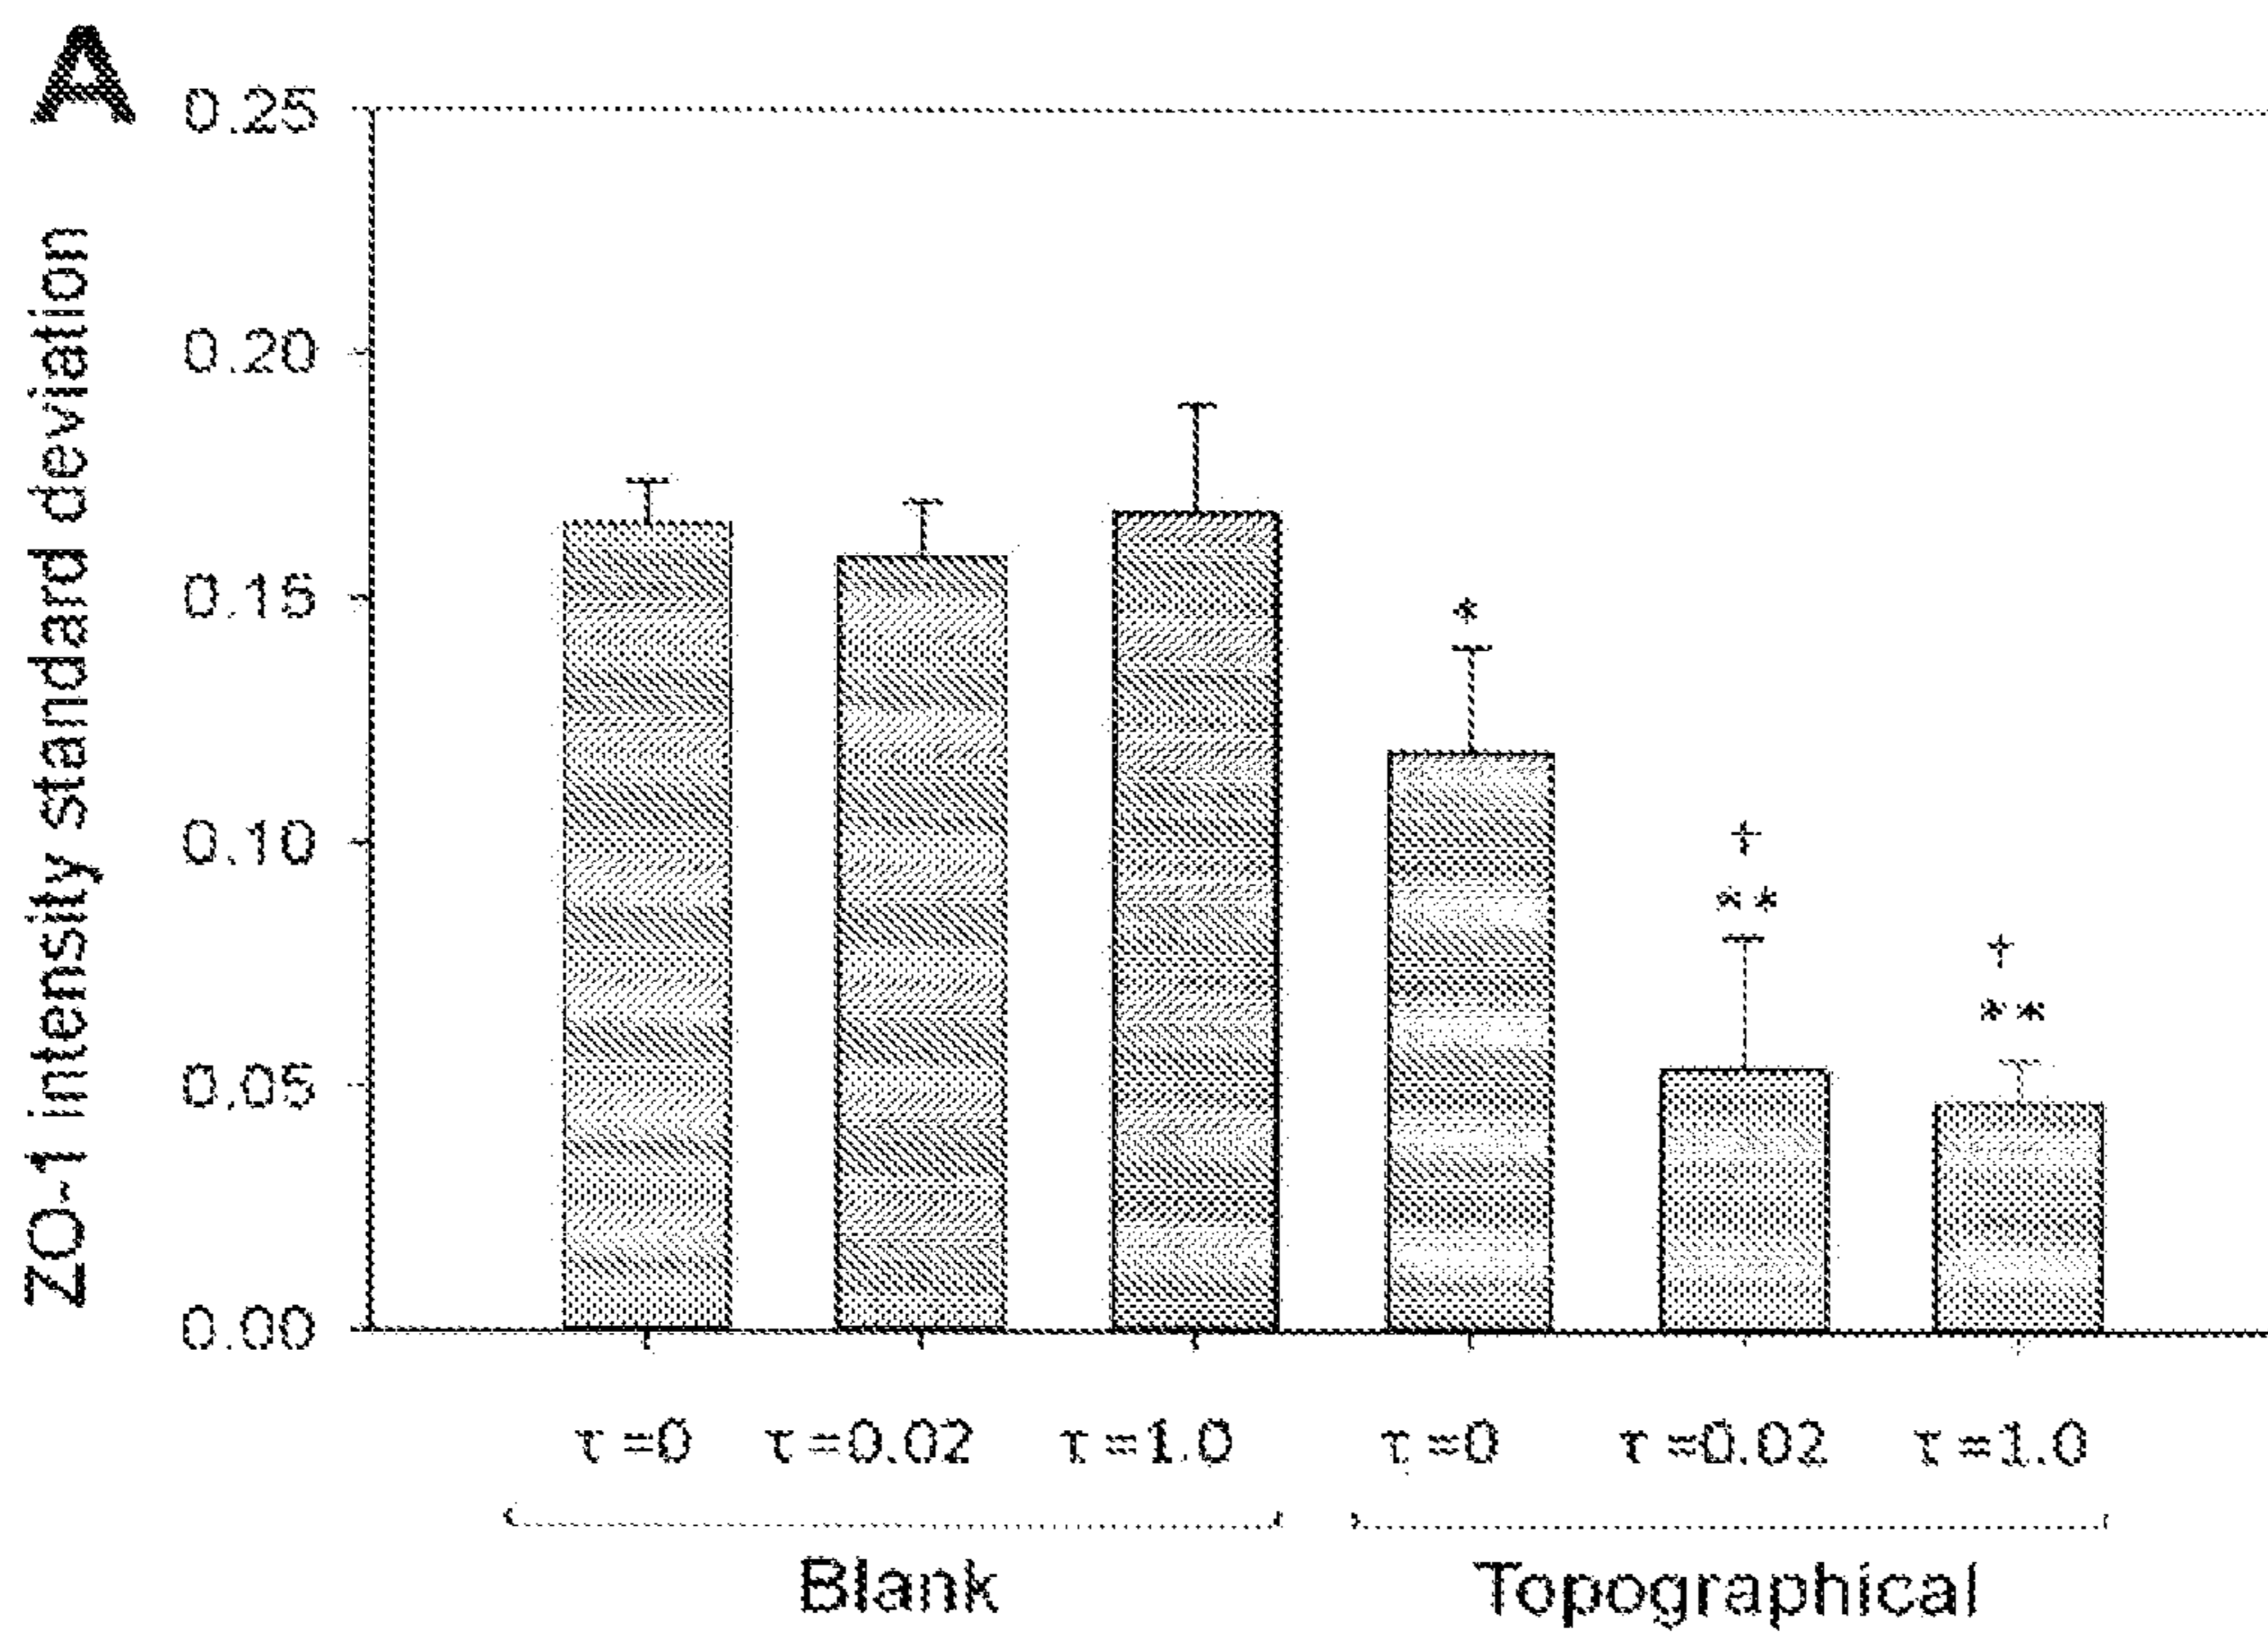 A
ZO-1 intensity standard deviation
0.25
0.20
0.15
0.10
0.05
0.00
*
+
**
+
**
τ=0 τ=0.02 τ=1.0 τ=0 τ=0.02 τ=1.0
Blank Topographical